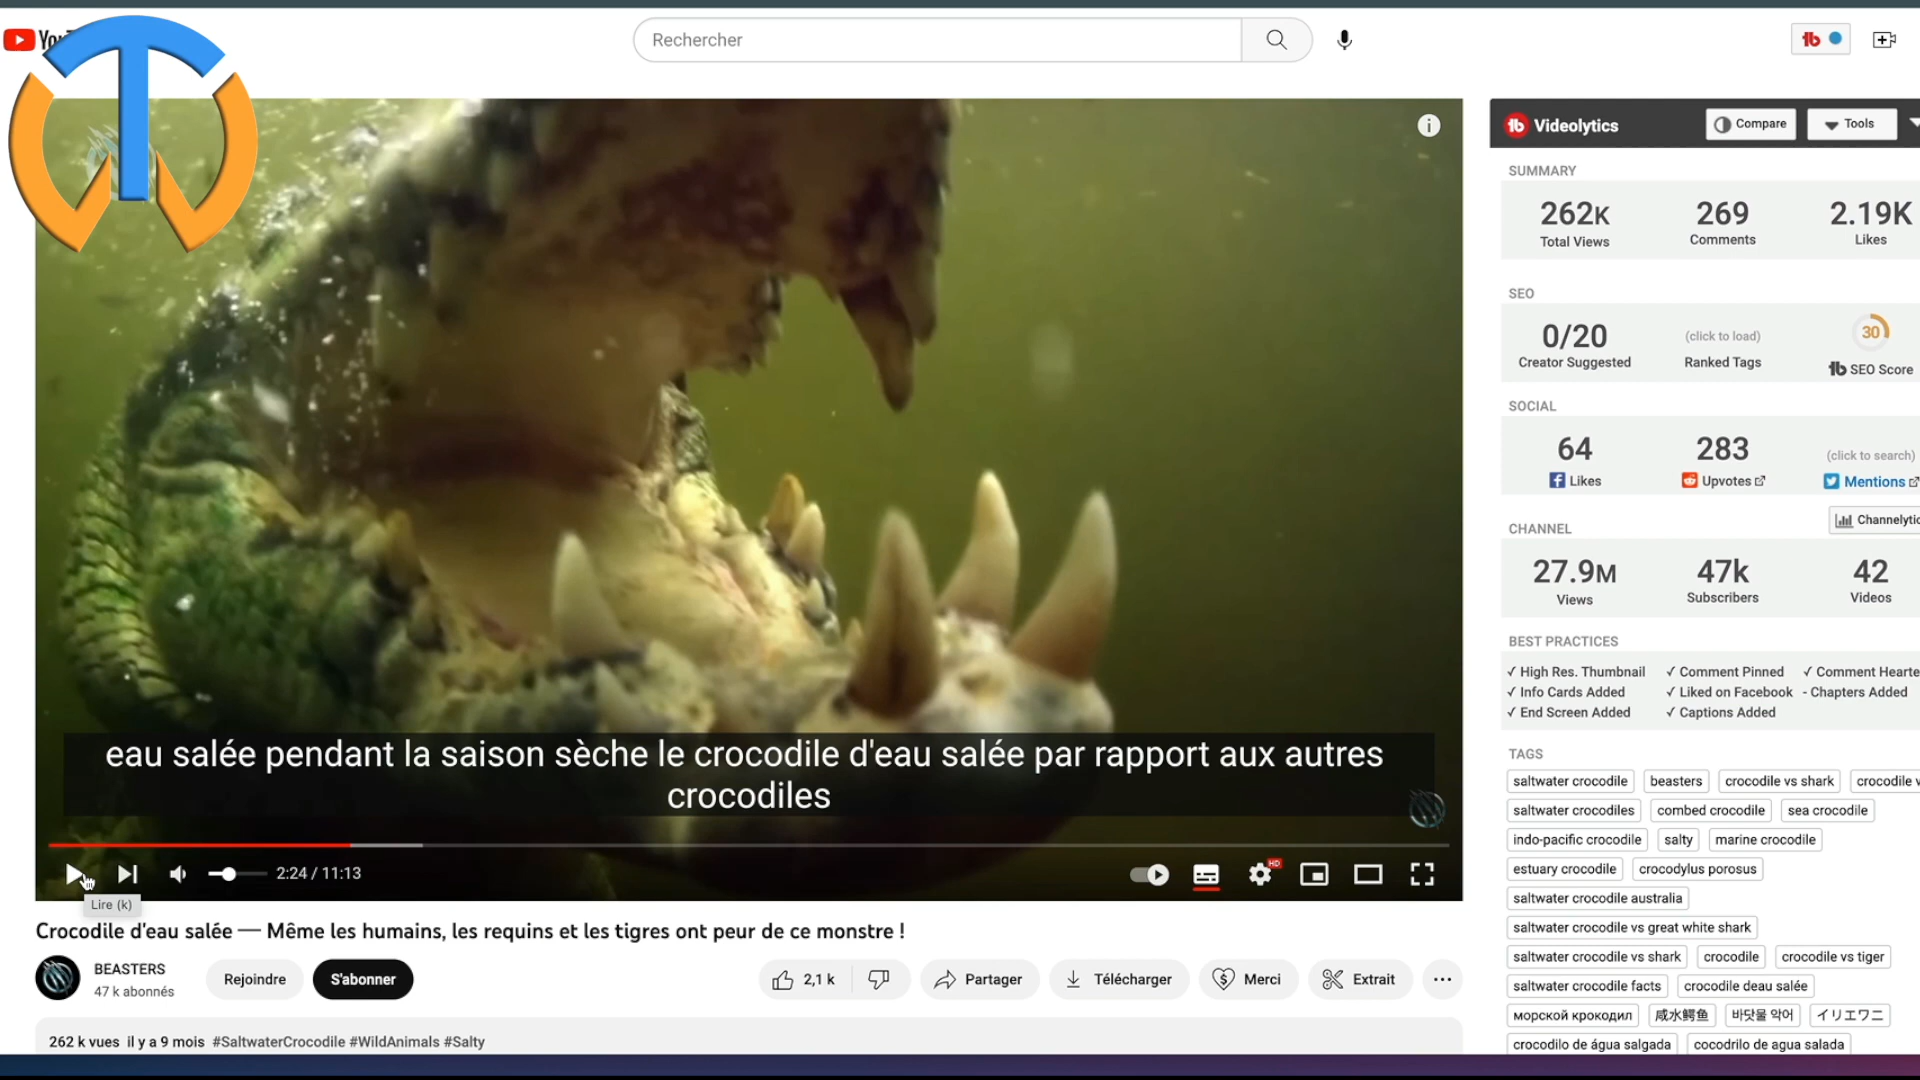 Rechercher
eau salée pendant la saison sèche le crocodile d'eau salée par rapport aux autres
crocodiles
2:24 / 11:13
HD
Lire (k)
Crocodile d'eau salée — Même les humains, les requins et les tigres ont peur de ce monstre !
BEASTERS
47 k abonnés
Rejoindre
S'abonner
2,1 k
Partager
Télécharger
Merci
Extrait
262 k vues il y a 9 mois #SaltwaterCrocodile #WildAnimals #Salty
Videolytics
Compare
Tools
SUMMARY
262K 269 2.19K
Total Views Comments Likes
SEO
0/20 (click to load) 30
Creator Suggested Ranked Tags SEO Score
SOCIAL
64 283 (click to search)
Likes Upvotes Mentions
CHANNEL
27.9M 47k 42
Views Subscribers Videos
BEST PRACTICES
✓ High Res. Thumbnail ✓ Comment Pinned ✓ Comment Hearte
✓ Info Cards Added ✓ Liked on Facebook - Chapters Added
✓ End Screen Added ✓ Captions Added
TAGS
saltwater crocodile beasters crocodile vs shark crocodile v
saltwater crocodiles combed crocodile sea crocodile
indo-pacific crocodile salty marine crocodile
estuary crocodile crocodylus porosus
saltwater crocodile australia
saltwater crocodile vs great white shark
saltwater crocodile vs shark crocodile crocodile vs tiger
saltwater crocodile facts crocodile deau salée
морской крокодил 咸水鳄鱼 바닷물 악어 イリエワニ
crocodilo de água salgada cocodrilo de agua salada